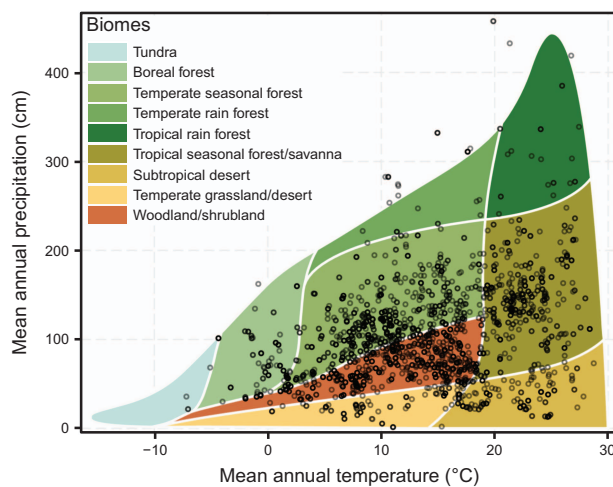 Biomes
Tundra
Boreal forest
Temperate seasonal forest
Temperate rain forest
Tropical rain forest
Tropical seasonal forest/savanna
Subtropical desert
Temperate grassland/desert
Woodland/shrubland
Mean annual precipitation (cm)
400
300
200
100
0
−10
0
10
20
30
Mean annual temperature (°C)